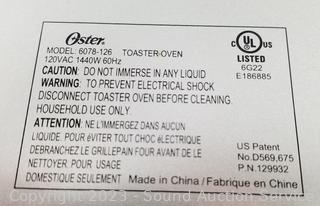 Oster
MODEL: 6078-126 TOASTER-OVEN
120VAC 1440W 60Hz
CAUTION: DO NOT IMMERSE IN ANY LIQUID
WARNING: TO PREVENT ELECTRICAL SHOCK
DISCONNECT TOASTER OVEN BEFORE CLEANING.
HOUSEHOLD USE ONLY.
ATTENTION: NE L'IMMERGEZ DANS AUCUN
LIQUIDE. POUR éVITER TOUT CHOC éLECTRIQUE
DEBRANCHEZ LE GRILLEPAIN FOUR AVANT DE LE
NETTOYER. POUR USAGE
DOMESTIQUE SEULEMENT
C UL US
LISTED
6G22
E186885
US Patent
No.D569,675
P.N.129932
Made in China / Fabrique en Chine
Copyright 2023 - Sound Auction Service